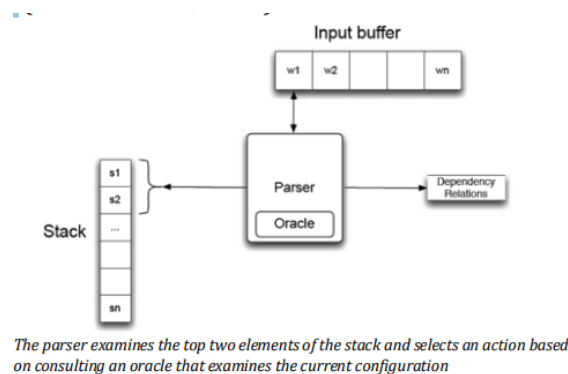 Input buffer
w1 w2 wn
s1
s2
...
sn
Stack
Parser
Oracle
Dependency
Relations
The parser examines the top two elements of the stack and selects an action based
on consulting an oracle that examines the current configuration